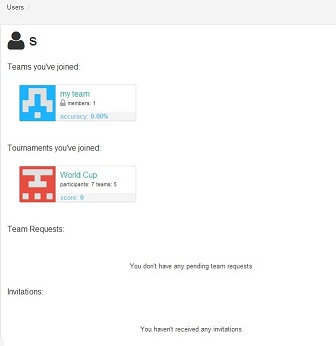 Users /
S
Teams you've joined:
my team
members: 1
accuracy: 0.00%
Tournaments you've joined:
World Cup
participants: 7 teams: 5
score: 0
Team Requests:
You don't have any pending team requests
Invitations:
You haven't received any invitations